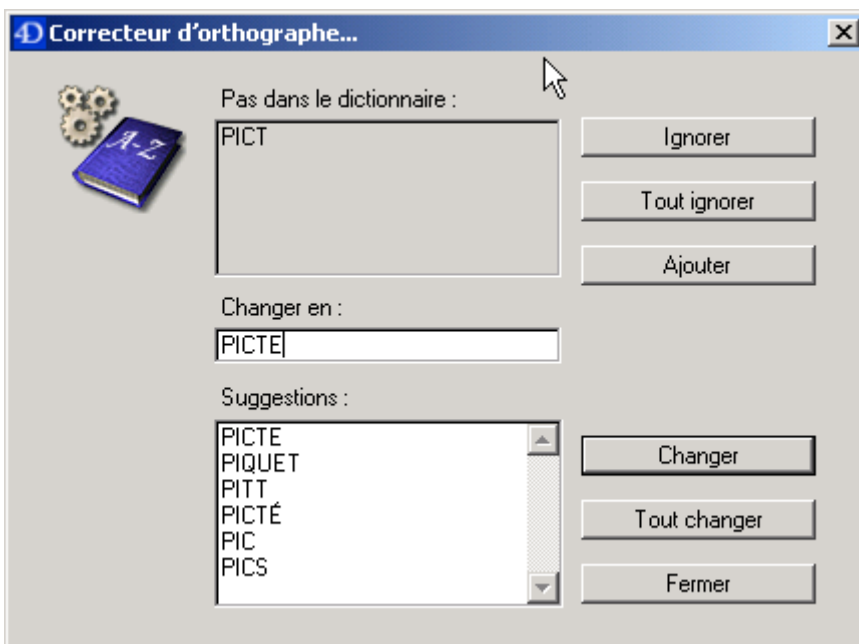 4D Correcteur d'orthographe...
Pas dans le dictionnaire :
PICT
Ignorer
Tout ignorer
Ajouter
Changer en :
PICTE
Suggestions :
PICTE
PIQUET
PITT
PICTÉ
PIC
PICS
Changer
Tout changer
Fermer
A-Z